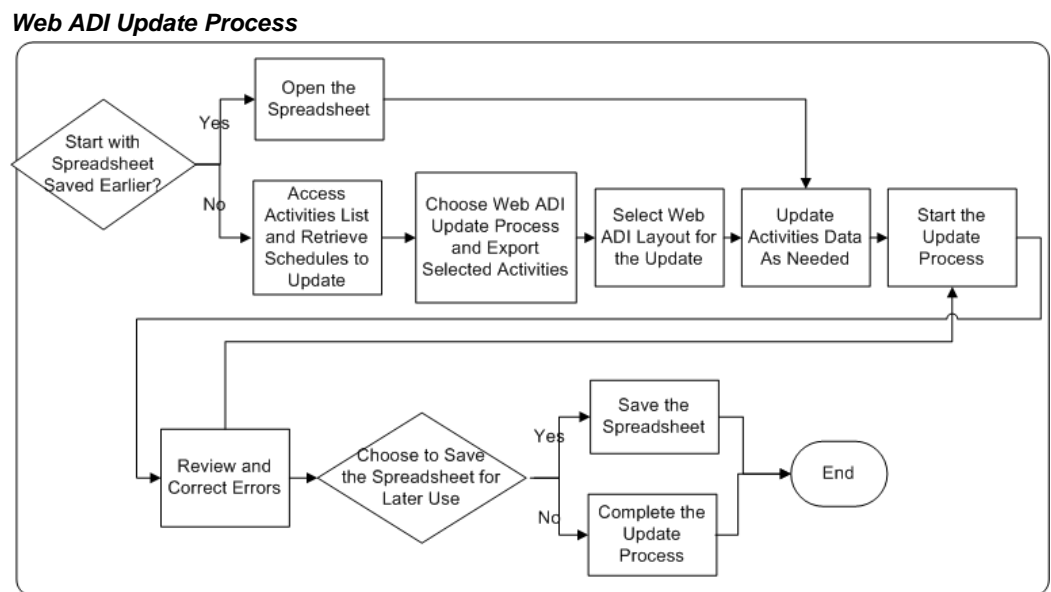 Web ADI Update Process
Open the
Spreadsheet
Yes
Start with
Spreadsheet
Saved Earlier?
No
Access
Activities List
and Retrieve
Schedules to
Update
Choose Web ADI
Update Process
and Export
Selected Activities
Select Web
ADI Layout for
the Update
Update
Activities Data
As Needed
Start the
Update
Process
Review and
Correct Errors
Choose to Save
the Spreadsheet for
Later Use
Yes
Save the
Spreadsheet
No
Complete the
Update
Process
End